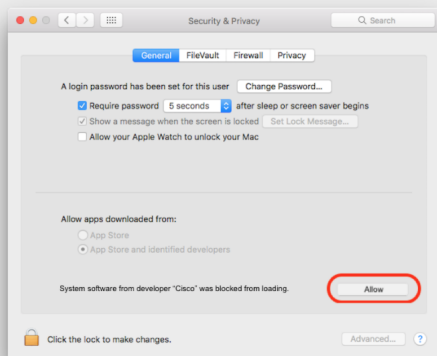 Security & Privacy
Search
General FileVault Firewall Privacy
A login password has been set for this user Change Password...
Require password 5 seconds after sleep or screen saver begins
Show a message when the screen is locked Set Lock Message...
Allow your Apple Watch to unlock your Mac
Allow apps downloaded from:
App Store
App Store and identified developers
System software from developer "Cisco" was blocked from loading. Allow
Click the lock to make changes. Advanced... ?